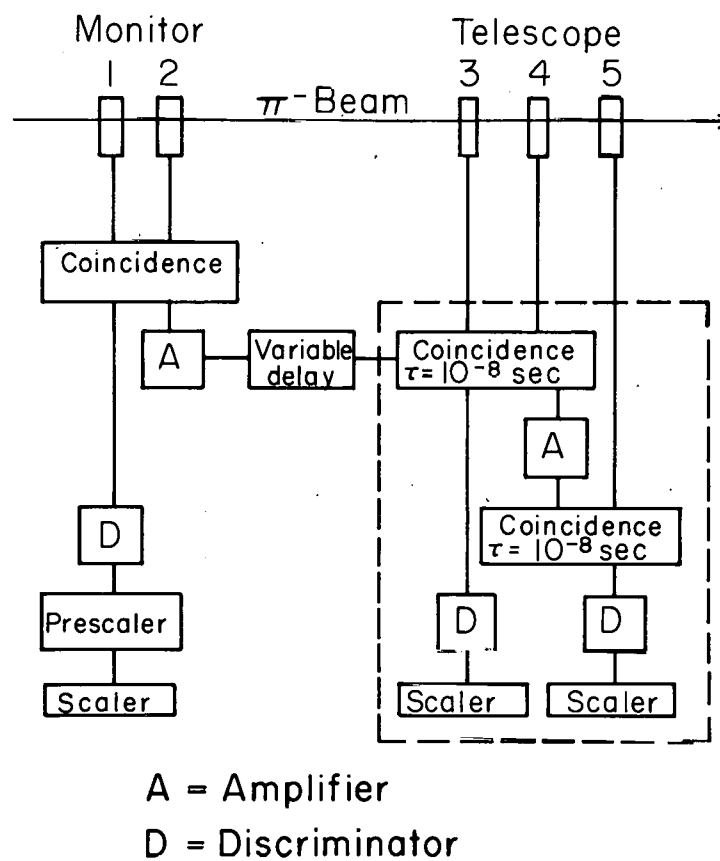 Monitor
Telescope
1 2
3 4 5
π⁻-Beam
Coincidence
A
Variable
delay
Coincidence
τ = 10⁻⁸ sec
A
D
Coincidence
τ = 10⁻⁸ sec
Prescaler
D
D
Scaler
Scaler
Scaler
A = Amplifier
D = Discriminator